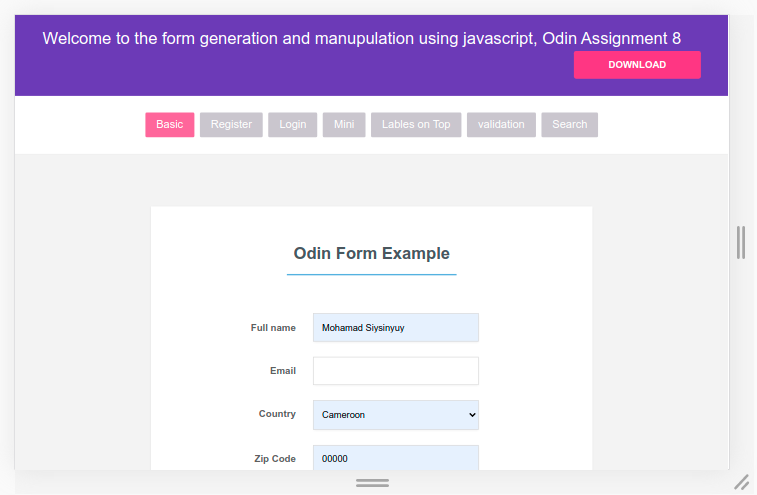 Welcome to the form generation and manupulation using javascript, Odin Assignment 8
DOWNLOAD
Basic Register Login Mini Lables on Top validation Search
Odin Form Example
Full name Mohamad Siysinyuy
Email
Country Cameroon
Zip Code 00000